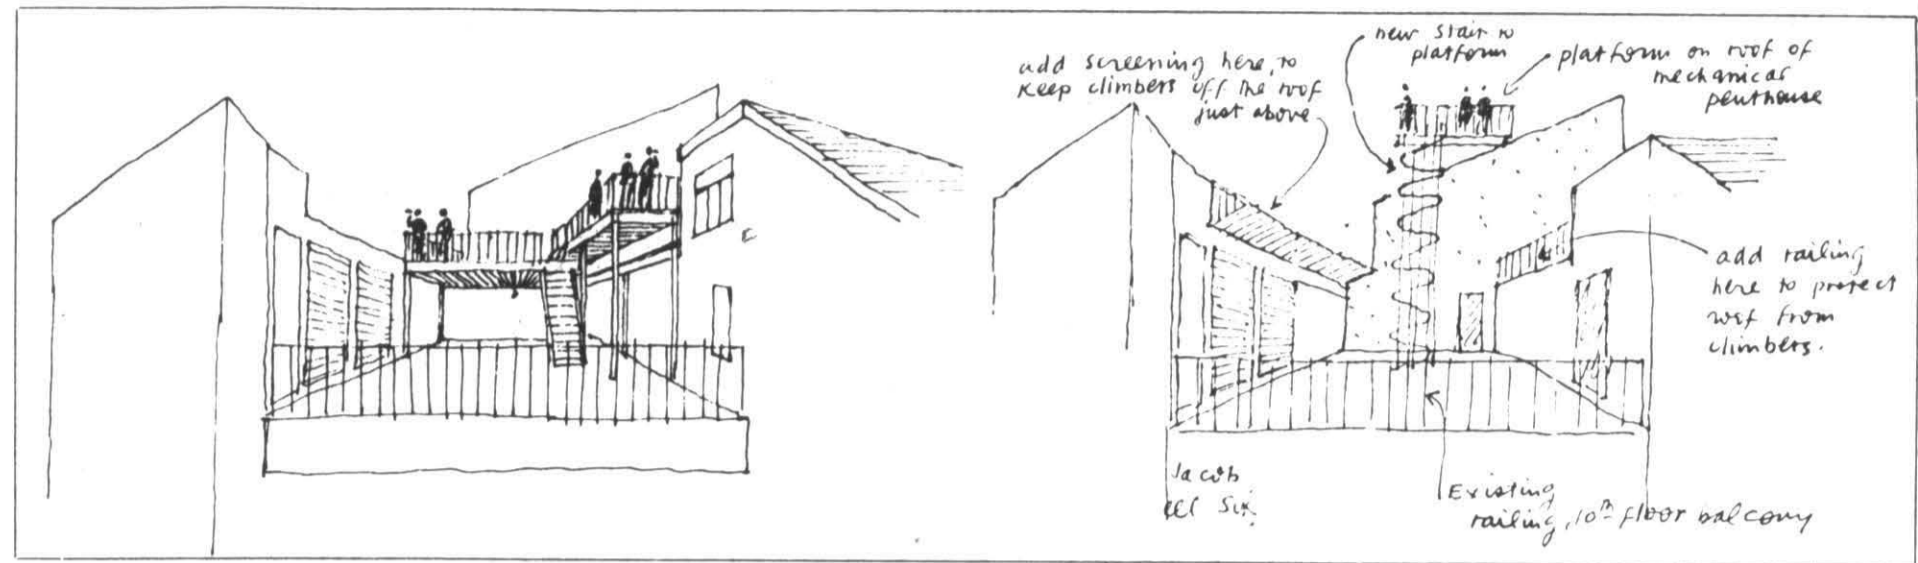 add screening here, to
keep climbers off the roof
just above
new stair to
platform
platform on roof of
mechanical
penthouse
add railing
here to protect
from
climbers.
Jacob
Six.
Existing
railing, 10th floor balcony